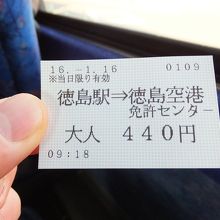 16.-1.16 0109
※当日限り有効
徳島駅⇒徳島空港
免許センター
大人 440円
09:18